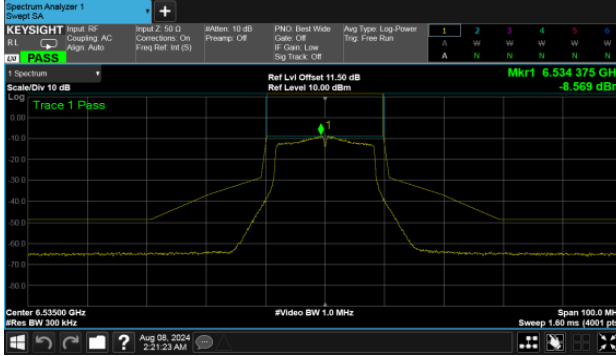 Spectrum Analyzer 1
Swept SA
+
KEYSIGHT
Input: RF
Coupling: AC
Align: Auto
Input Z: 50 Ω
Corrections: On
Freq Ref: Int (S)
#Atten: 10 dB
Preamp: Off
PNO: Best Wide
Gate: Off
IF Gain: Low
Sig Track: Off
Avg Type: Log-Power
Trig: Free Run
1 2 3 4 5 6
A W W W W W
A N N N N N
RL
LXI PASS
1 Spectrum
Scale/Div 10 dB
Ref Lvl Offset 11.50 dB
Ref Level 10.00 dBm
Mkr1 6.534 375 GH
-8.569 dBr
Log
Trace 1 Pass
1
0.00
-10.0
-20.0
-30.0
-40.0
-50.0
-60.0
-70.0
-80.0
Center 6.53500 GHz
#Res BW 300 kHz
#Video BW 1.0 MHz
Span 100.0 MH
Sweep 1.60 ms (4001 pts
?
Aug 08, 2024
2:21:23 AM